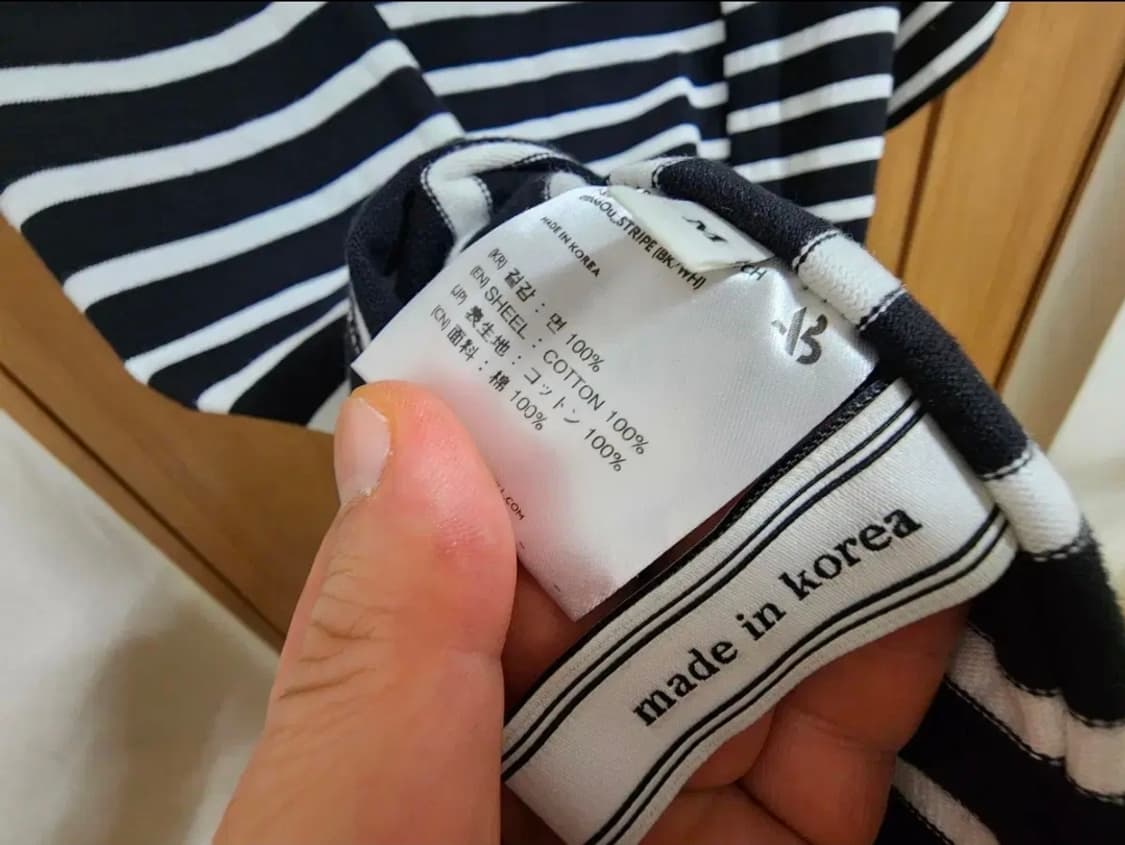 M
STRIPE (BK/WH)
MADE IN KOREA
(KR) 겉감 : 면 100%
(EN) SHEEL : COTTON 100%
(JP) 表生地 : コットン 100%
(CN) 面料 : 棉 100%
.COM
made in korea